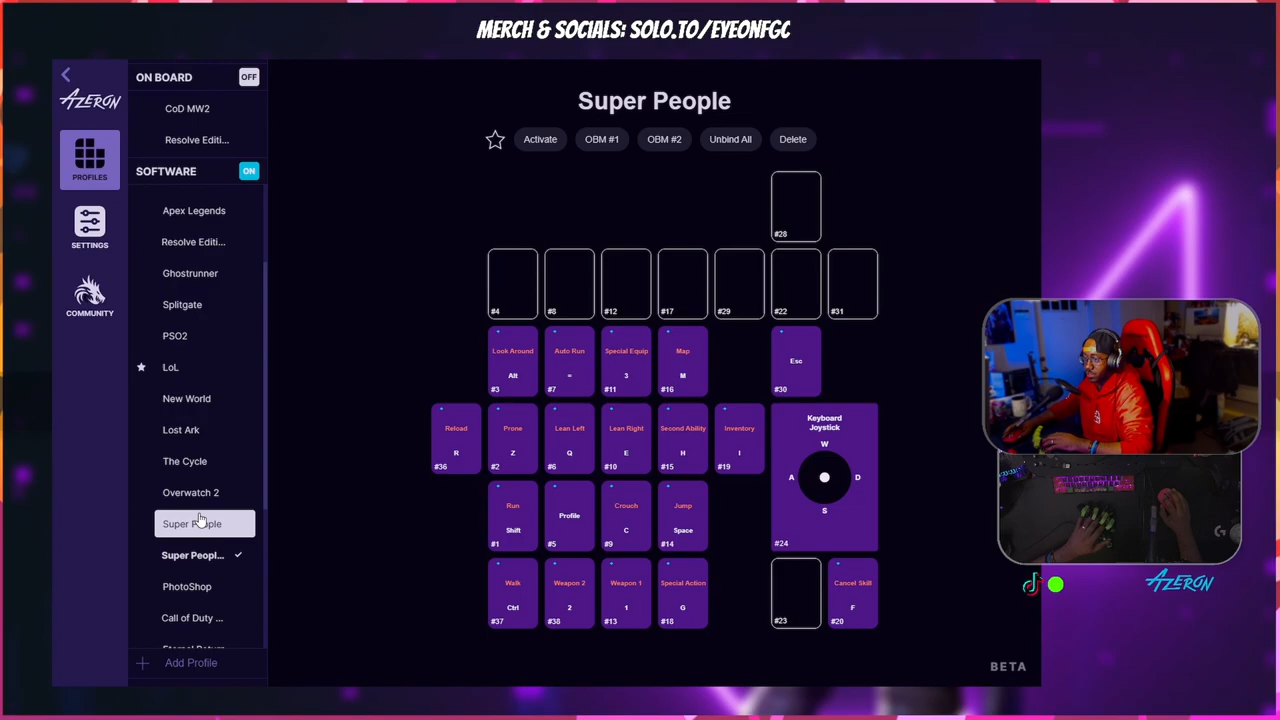 MERCH & SOCIALS: SOLO.TO/EYEONFGC
AZERON
PROFILES
SETTINGS
COMMUNITY
ON BOARD
OFF
CoD MW2
Resolve Editi...
SOFTWARE
ON
Apex Legends
Resolve Editi...
Ghostrunner
Splitgate
PSO2
LoL
New World
Lost Ark
The Cycle
Overwatch 2
Super People
Super Peopl...
PhotoShop
Call of Duty ...
Eternal Return
Add Profile
Super People
Activate
OBM #1
OBM #2
Unbind All
Delete
#28
#4
#8
#12
#17
#29
#22
#31
Look Around
Alt
#3
Auto Run
=
#7
Special Equip
3
#11
Map
M
#16
Esc
#30
Reload
R
#36
Prone
Z
#2
Lean Left
Q
#6
Lean Right
E
#10
Second Ability
H
#15
Inventory
I
#19
Keyboard
Joystick
W
A
D
S
#24
Run
Shift
#1
Profile
#5
Crouch
C
#9
Jump
Space
#14
Walk
Ctrl
#37
Weapon 2
2
#38
Weapon 1
1
#13
Special Action
G
#18
#23
Cancel Skill
F
#20
BETA
AZERON